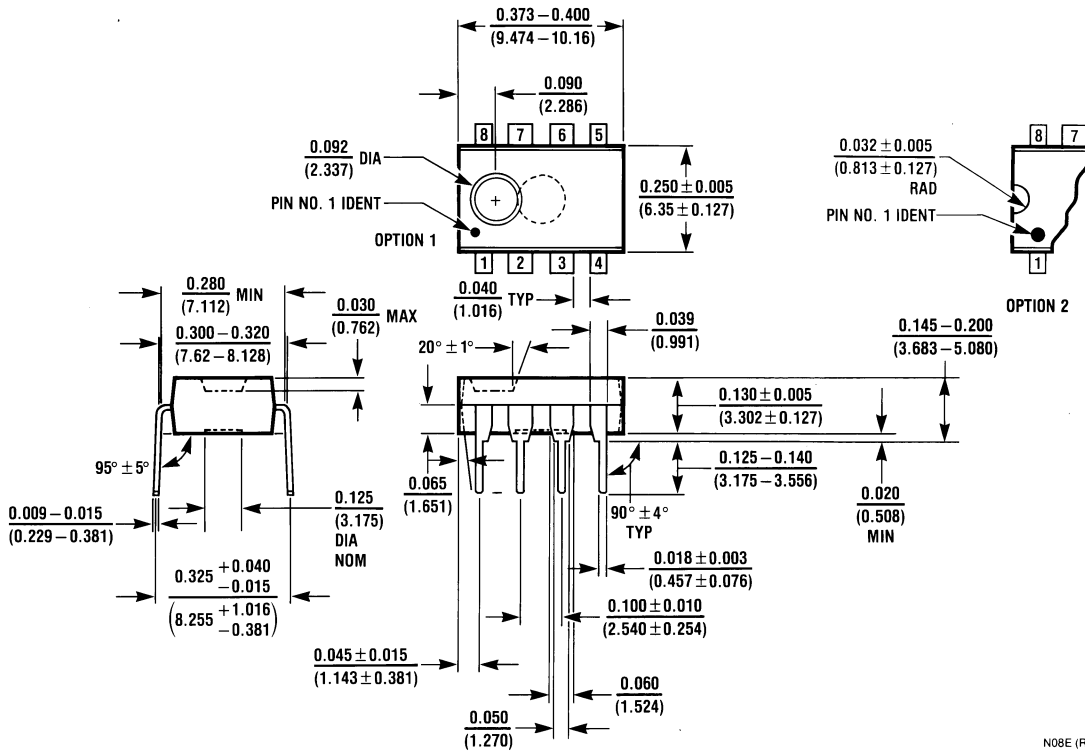 0.373 – 0.400
(9.474 – 10.16)
0.090
(2.286)
8 7 6 5
0.092 DIA
(2.337)
PIN NO. 1 IDENT
OPTION 1
0.250 ± 0.005
(6.35 ± 0.127)
1 2 3 4
0.032 ± 0.005
(0.813 ± 0.127)
RAD
PIN NO. 1 IDENT
8 7
1
OPTION 2
0.280 MIN
(7.112)
0.300 – 0.320
(7.62 – 8.128)
0.030 MAX
(0.762)
0.040 TYP
(1.016)
0.039
(0.991)
20° ± 1°
0.145 – 0.200
(3.683 – 5.080)
0.130 ± 0.005
(3.302 ± 0.127)
0.125 – 0.140
(3.175 – 3.556)
0.020
(0.508)
MIN
95° ± 5°
0.065
(1.651)
90° ± 4°
TYP
0.009 – 0.015
(0.229 – 0.381)
0.125
(3.175)
DIA
NOM
0.018 ± 0.003
(0.457 ± 0.076)
0.325 +0.040 -0.015
(8.255 +1.016 -0.381)
0.100 ± 0.010
(2.540 ± 0.254)
0.045 ± 0.015
(1.143 ± 0.381)
0.060
(1.524)
0.050
(1.270)
N08E (R